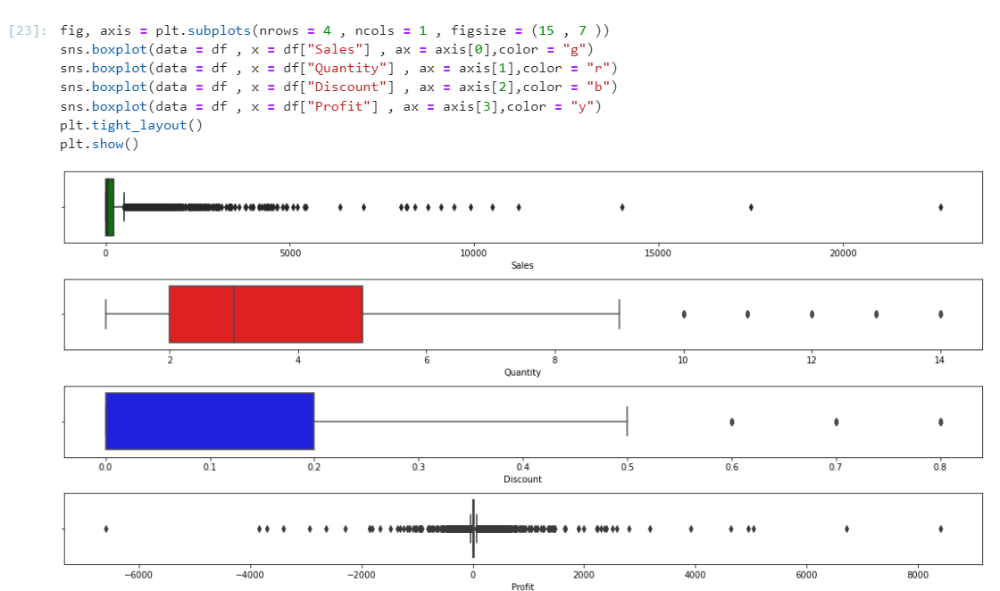 [23]: fig, axis = plt.subplots(nrows = 4 , ncols = 1 , figsize = (15 , 7 ))
sns.boxplot(data = df , x = df["Sales"] , ax = axis[0],color = "g")
sns.boxplot(data = df , x = df["Quantity"] , ax = axis[1],color = "r")
sns.boxplot(data = df , x = df["Discount"] , ax = axis[2],color = "b")
sns.boxplot(data = df , x = df["Profit"] , ax = axis[3],color = "y")
plt.tight_layout()
plt.show()
0 5000 10000 15000 20000
Sales
2 4 6 8 10 12 14
Quantity
0.0 0.1 0.2 0.3 0.4 0.5 0.6 0.7 0.8
Discount
−6000 −4000 −2000 0 2000 4000 6000 8000
Profit